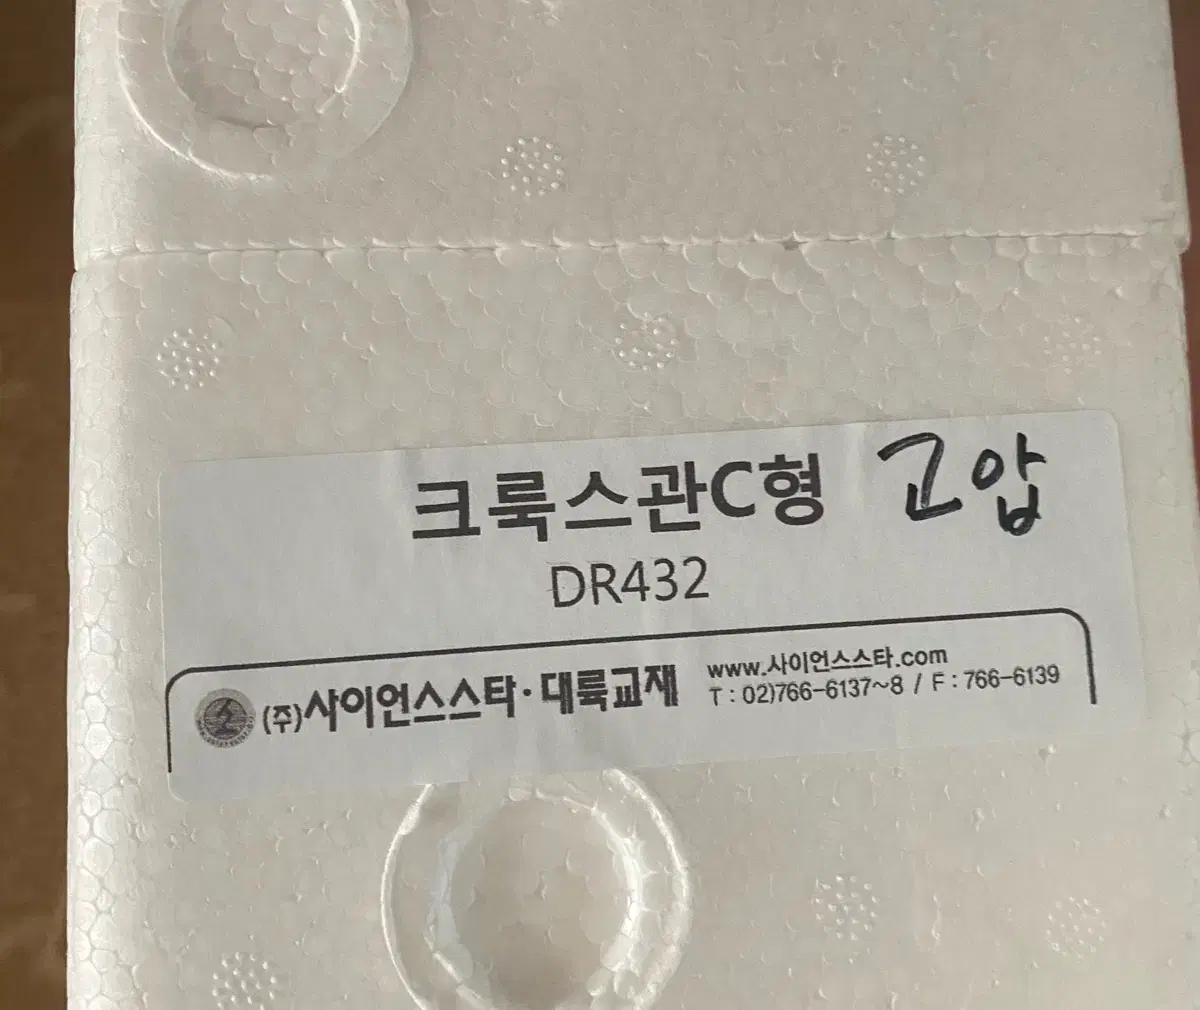 크룩스관C형 고압
DR432
(주)사이언스스타·대륙교재
www.사이언스스타.com
T : 02)766-6137~8 / F : 766-6139